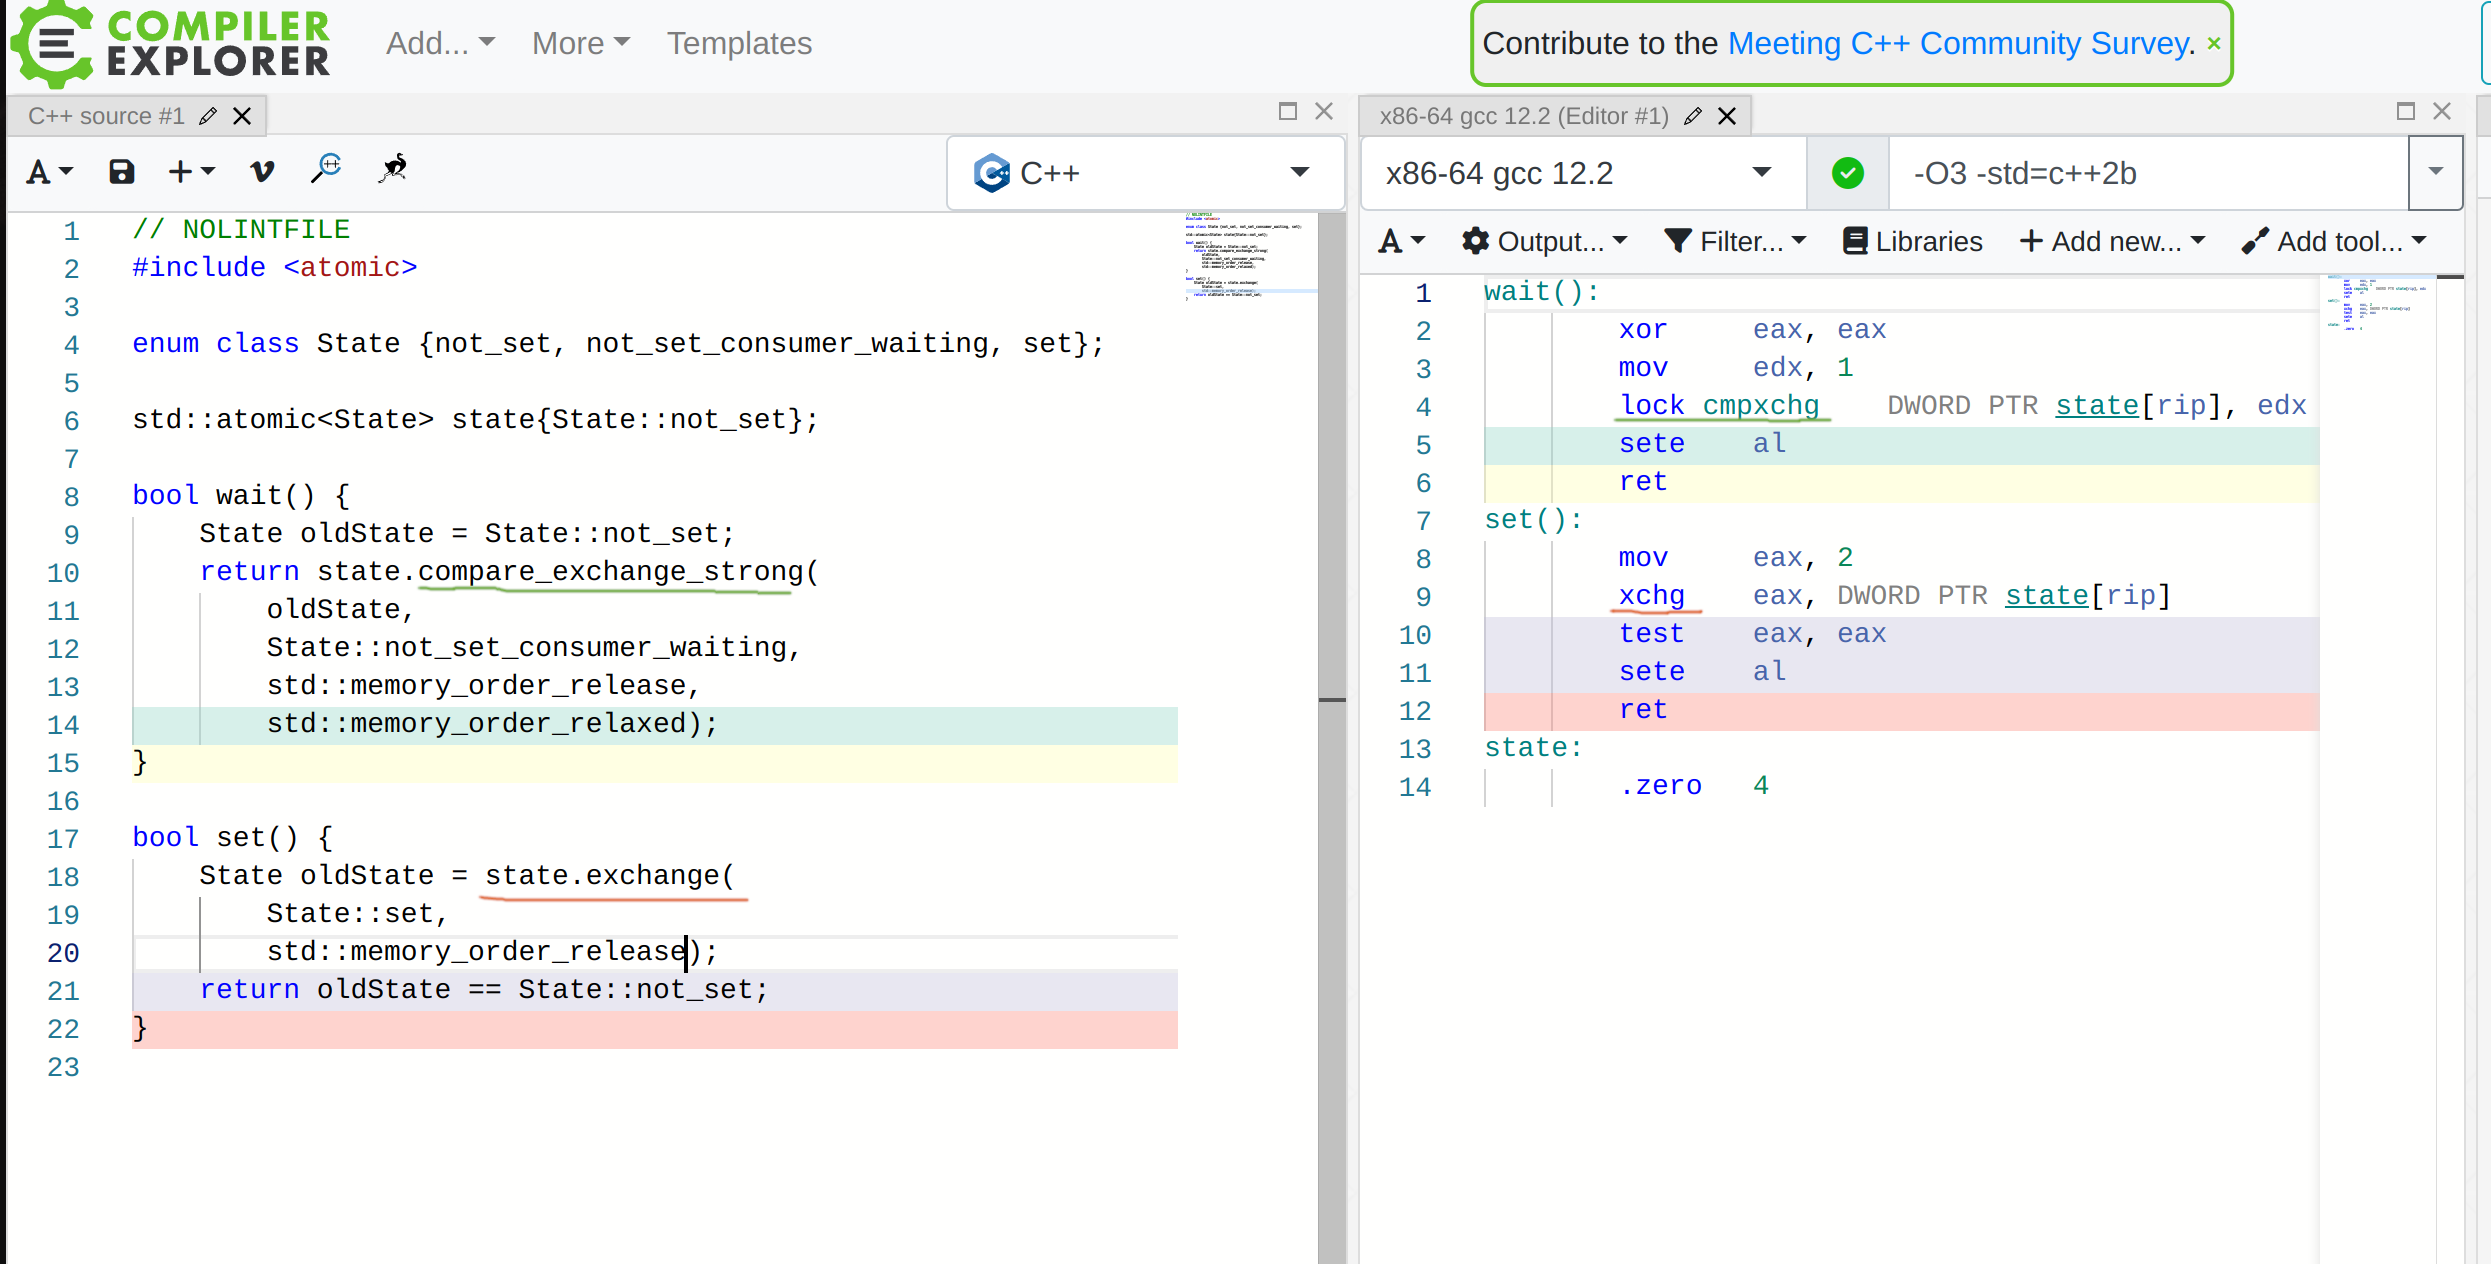 COMPILER EXPLORER Add... More Templates Contribute to the Meeting C++ Community Survey. ×
C++ source #1
A + C++
1 // NOLINTFILE
2 #include <atomic>
3
4 enum class State {not_set, not_set_consumer_waiting, set};
5
6 std::atomic<State> state{State::not_set};
7
8 bool wait() {
9 State oldState = State::not_set;
10 return state.compare_exchange_strong(
11 oldState,
12 State::not_set_consumer_waiting,
13 std::memory_order_release,
14 std::memory_order_relaxed);
15 }
16
17 bool set() {
18 State oldState = state.exchange(
19 State::set,
20 std::memory_order_release);
21 return oldState == State::not_set;
22 }
23
x86-64 gcc 12.2 (Editor #1)
x86-64 gcc 12.2 -O3 -std=c++2b
A Output... Filter... Libraries + Add new... Add tool...
1 wait():
2 xor eax, eax
3 mov edx, 1
4 lock cmpxchg DWORD PTR state[rip], edx
5 sete al
6 ret
7 set():
8 mov eax, 2
9 xchg eax, DWORD PTR state[rip]
10 test eax, eax
11 sete al
12 ret
13 state:
14 .zero 4